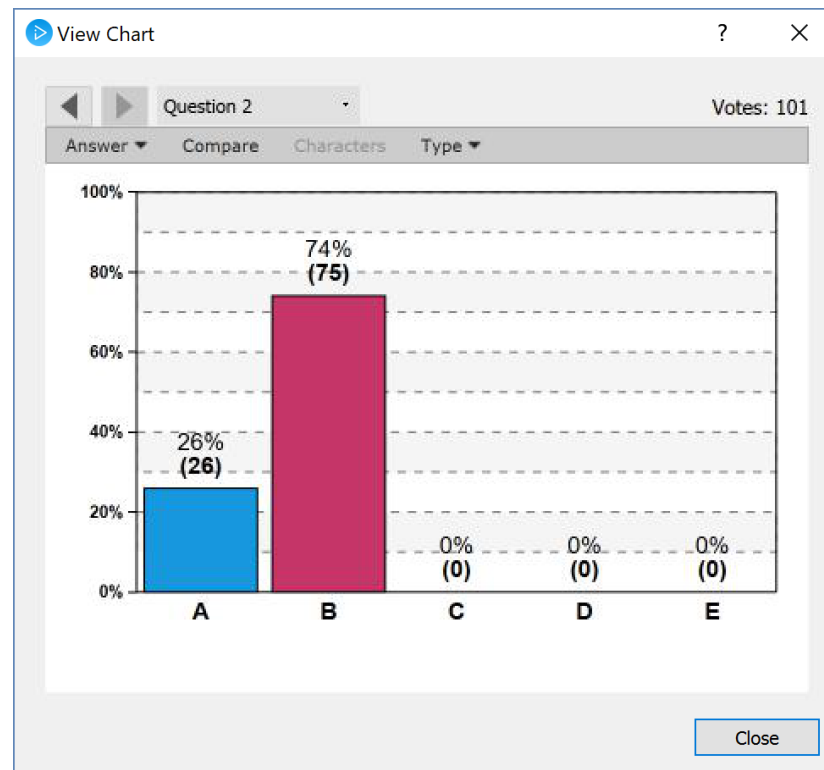 View Chart ?
Question 2 Votes: 101
Answer Compare Characters Type
100%
74%
80% (75)
60%
40% 26%
(26)
20%
0% 0% 0%
0% (0) (0) (0)
A B C D E
Close